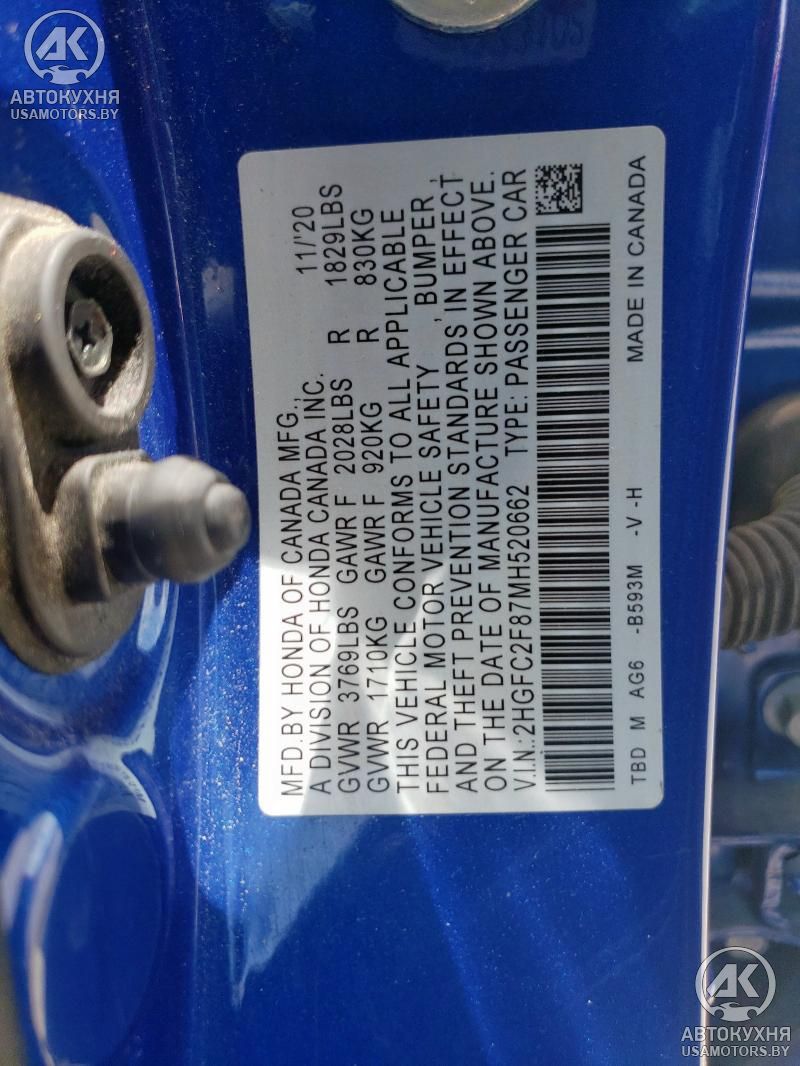 AK
АВТОКУХНЯ
USAMOTORS.BY
MFD.BY HONDA OF CANADA MFG., 11/'20
A DIVISION OF HONDA CANADA INC.
GVWR 3769LBS GAWR F 2028LBS R 1829LBS
GVWR 1710KG GAWR F 920KG R 830KG
THIS VEHICLE CONFORMS TO ALL APPLICABLE
FEDERAL MOTOR VEHICLE SAFETY , BUMPER ,
AND THEFT PREVENTION STANDARDS, IN EFFECT
ON THE DATE OF MANUFACTURE SHOWN ABOVE.
V.I.N.:2HGFC2F87MH520662 TYPE: PASSENGER CAR
TBD M AG6 -B593M -V -H MADE IN CANADA
AK
АВТОКУХНЯ
USAMOTORS.BY